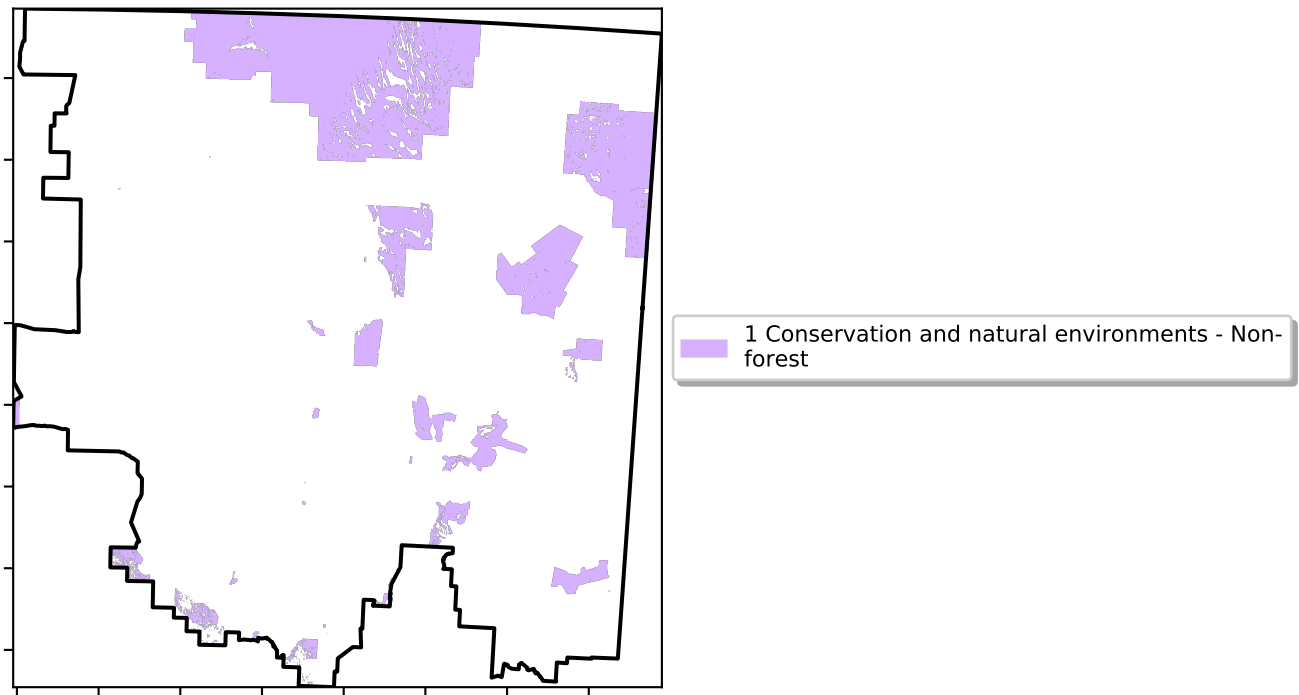 1 Conservation and natural environments - Non-
forest